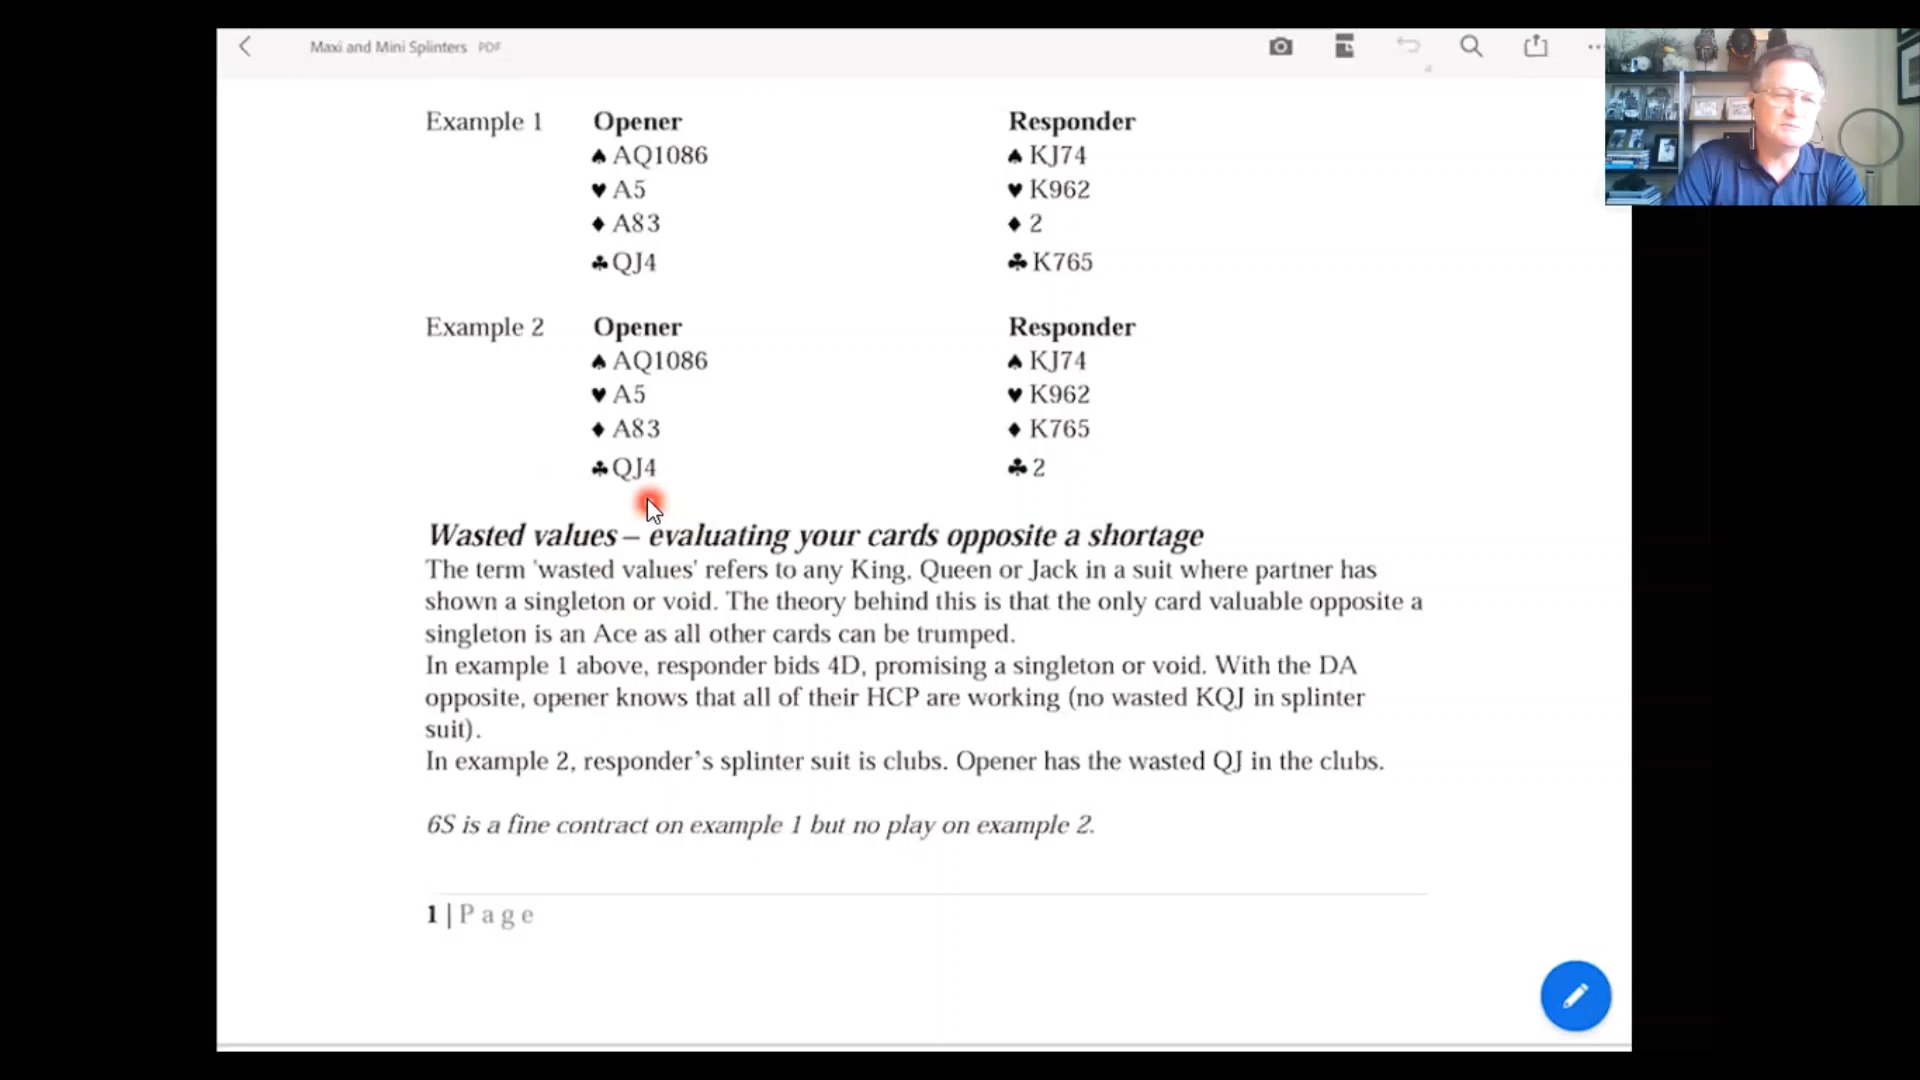 Maxi and Mini Splinters PDF
Example 1 Opener Responder
♠ AQ1086 ♠ KJ74
♥ A5 ♥ K962
♦ A83 ♦ 2
♣ QJ4 ♣ K765
Example 2 Opener Responder
♠ AQ1086 ♠ KJ74
♥ A5 ♥ K962
♦ A83 ♦ K765
♣ QJ4 ♣ 2
Wasted values – evaluating your cards opposite a shortage
The term 'wasted values' refers to any King, Queen or Jack in a suit where partner has
shown a singleton or void. The theory behind this is that the only card valuable opposite a
singleton is an Ace as all other cards can be trumped.
In example 1 above, responder bids 4D, promising a singleton or void. With the DA
opposite, opener knows that all of their HCP are working (no wasted KQJ in splinter
suit).
In example 2, responder's splinter suit is clubs. Opener has the wasted QJ in the clubs.
6S is a fine contract on example 1 but no play on example 2.
1 | Page